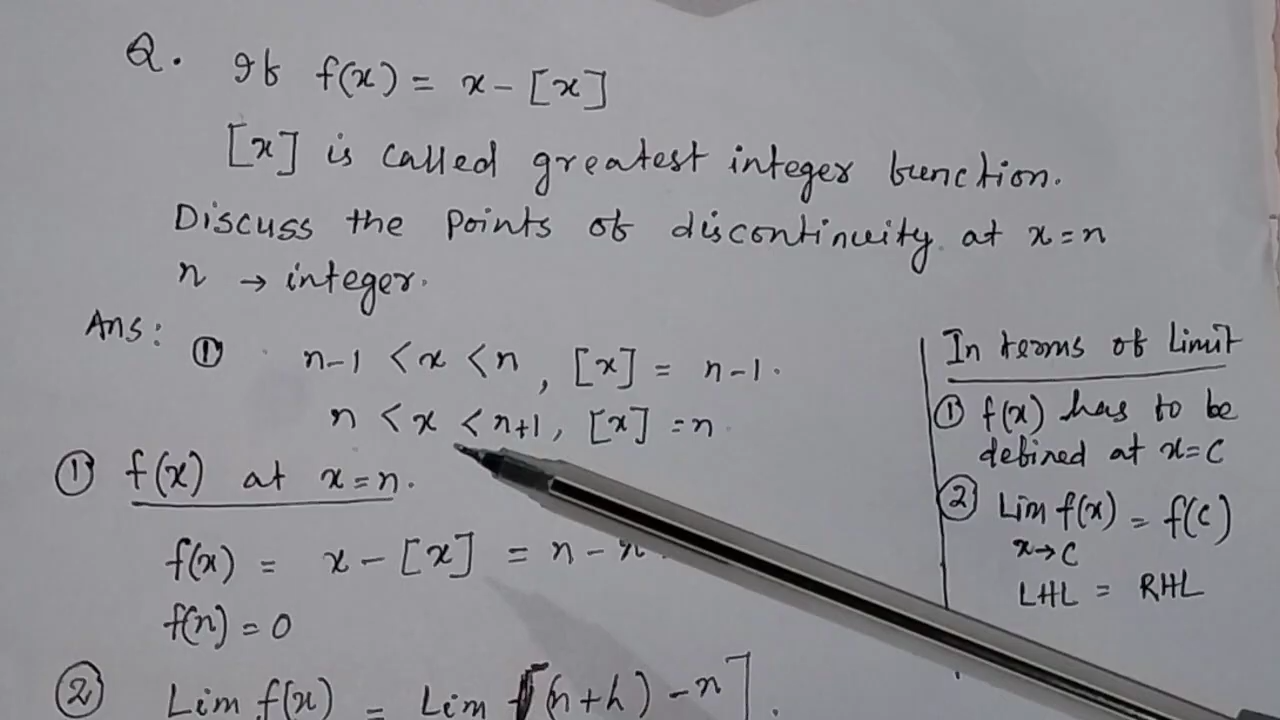 Q. If f(x) = x - [x]
[x] is called greatest integer function.
Discuss the points of discontinuity at x = n
n → integer.
Ans:
① n-1 < x < n, [x] = n-1.
n < x < n+1, [x] = n
① f(x) at x = n.
f(x) = x - [x] = n - n
f(n) = 0
② Lim f(x) = Lim [(n+h) - n].
In terms of Limit
① f(x) has to be
defined at x = c
② Lim f(x) = f(c)
x→c
LHL = RHL